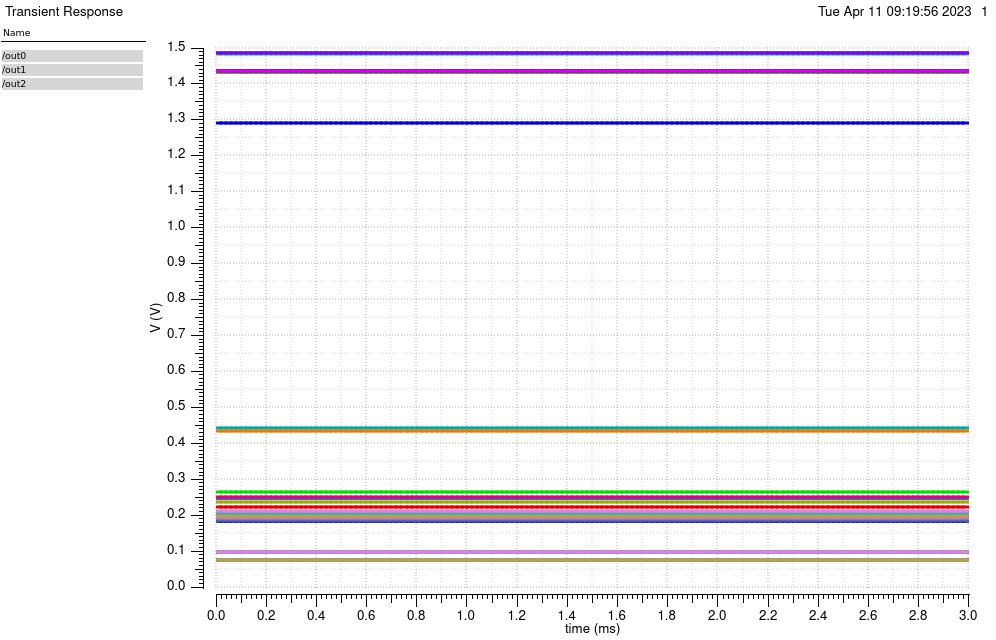 Transient Response
Tue Apr 11 09:19:56 2023 1
Name
/out0
/out1
/out2
1.5
1.4
1.3
1.2
1.1
1.0
0.9
0.8
0.7
0.6
0.5
0.4
0.3
0.2
0.1
0.0
V (V)
0.0 0.2 0.4 0.6 0.8 1.0 1.2 1.4 1.6 1.8 2.0 2.2 2.4 2.6 2.8 3.0
time (ms)